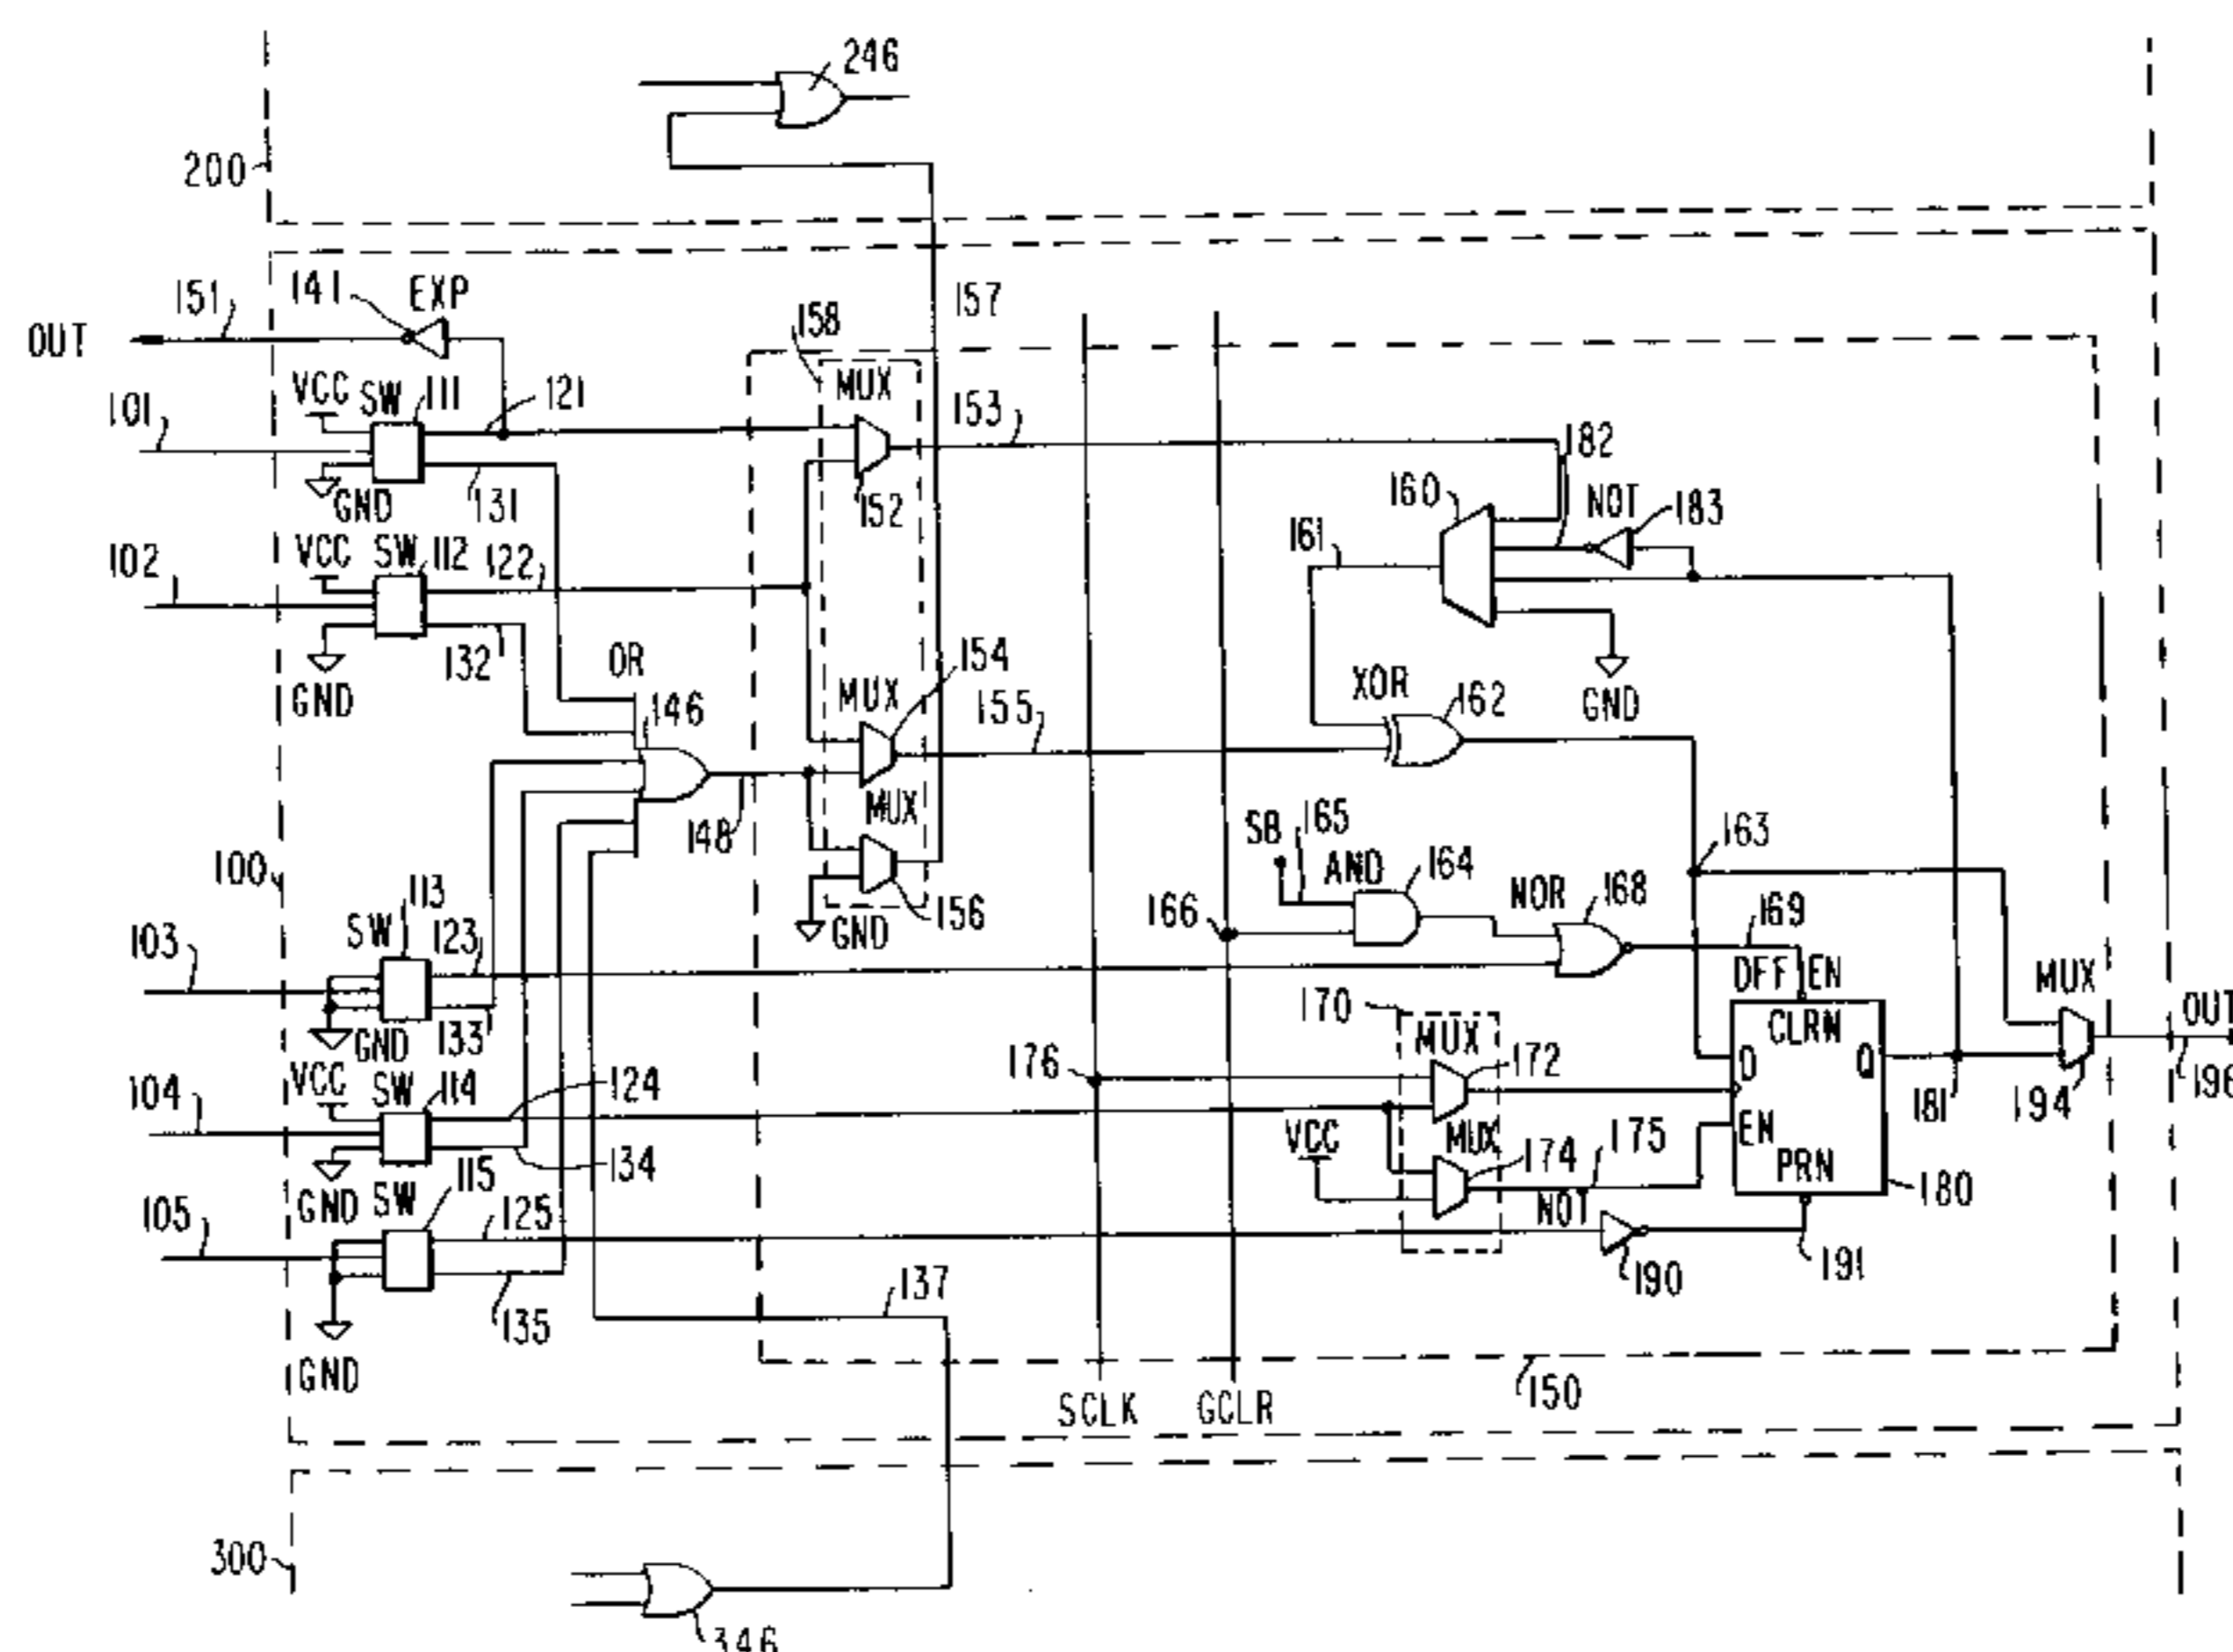 246
200
151
141
EXP
157
OUT
158
MUX
VCC
SW
111
121
101
153
GND
131
152
182
160
NOT
183
VCC
SW
112
122
161
102
132
OR
154
GND
146
MUX
155
XOR
162
GND
MUX
148
SB
165
163
AND
164
100
113
166
NOR
168
SW
123
GND
156
169
103
DFF
EN
MUX
170
OUT
GND
133
MUX
CLRN
VCC
SW
114
124
176
172
D
Q
104
181
194
196
VCC
MUX
EN
134
174
175
GND
SW
115
PRN
180
105
125
NOT
135
190
191
137
GND
150
SCLK
GCLR
300
346